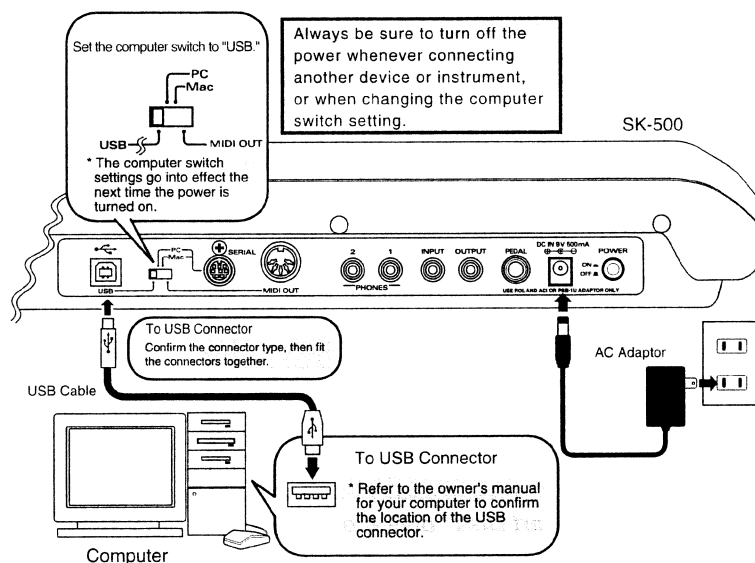 Set the computer switch to "USB."
PC
Mac
USB
MIDI OUT
* The computer switch
settings go into effect the
next time the power is
turned on.
Always be sure to turn off the
power whenever connecting
another device or instrument,
or when changing the computer
switch setting.
SK-500
USB
PC
Mac
SERIAL
MIDI OUT
2
1
PHONES
INPUT
OUTPUT
PEDAL
DC IN 9V 500mA
POWER
ON
OFF
USE ROLAND ACI OR PSB-1U ADAPTOR ONLY
To USB Connector
Confirm the connector type, then fit
the connectors together.
USB Cable
AC Adaptor
To USB Connector
* Refer to the owner's manual
for your computer to confirm
the location of the USB
connector.
Computer